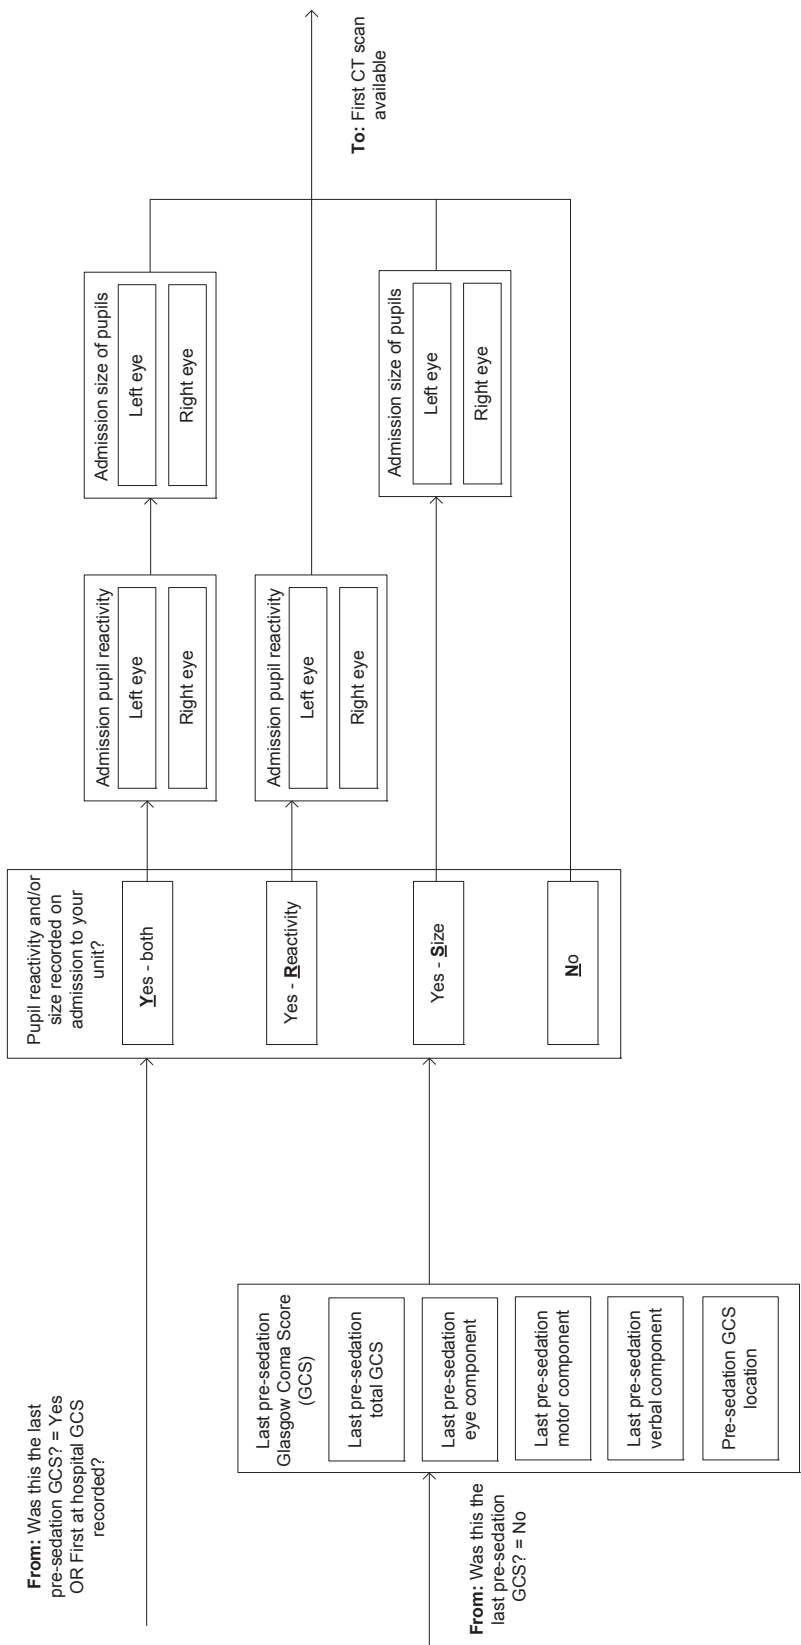 From: Was this the last
pre-sedation GCS? = Yes
OR First at hospital GCS
recorded?
From: Was this the
last pre-sedation
GCS? = No
Last pre-sedation
Glasgow Coma Score
(GCS)
Last pre-sedation
total GCS
Last pre-sedation
eye component
Last pre-sedation
motor component
Last pre-sedation
verbal component
Pre-sedation GCS
location
Pupil reactivity and/or
size recorded on
admission to your
unit?
Yes - both
Yes - Reactivity
Yes - Size
No
Admission pupil reactivity
Left eye
Right eye
Admission pupil reactivity
Left eye
Right eye
Admission size of pupils
Left eye
Right eye
Admission size of pupils
Left eye
Right eye
To: First CT scan
available